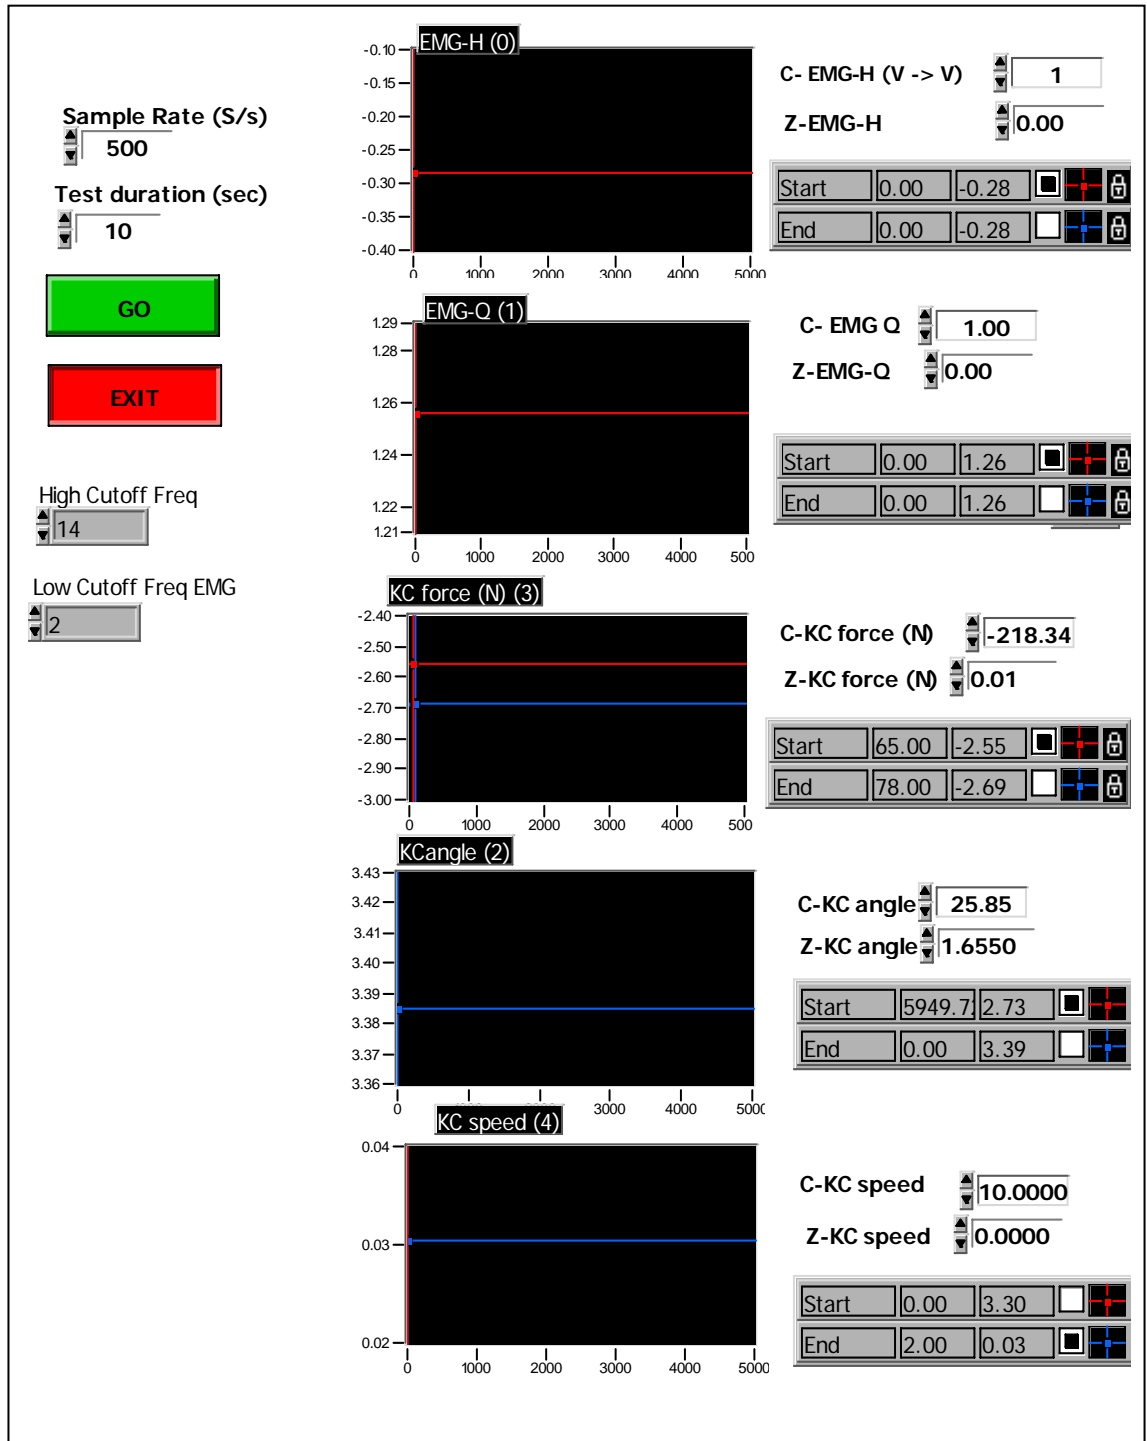 Sample Rate (S/s)
500
Test duration (sec)
10
GO
EXIT
High Cutoff Freq
14
Low Cutoff Freq EMG
2
EMG-H (0)
-0.10
-0.15
-0.20
-0.25
-0.30
-0.35
-0.40
0 1000 2000 3000 4000 5000
C- EMG-H (V -> V) 1
Z-EMG-H 0.00
Start 0.00 -0.28
End 0.00 -0.28
EMG-Q (1)
1.29
1.28
1.26
1.24
1.22
1.21
0 1000 2000 3000 4000 500
C- EMG Q 1.00
Z-EMG-Q 0.00
Start 0.00 1.26
End 0.00 1.26
KC force (N) (3)
-2.40
-2.50
-2.60
-2.70
-2.80
-2.90
-3.00
0 1000 2000 3000 4000 500
C-KC force (N) -218.34
Z-KC force (N) 0.01
Start 65.00 -2.55
End 78.00 -2.69
KCangle (2)
3.43
3.42
3.41
3.40
3.39
3.38
3.37
3.36
0 3000 4000 5000
C-KC angle 25.85
Z-KC angle 1.6550
Start 5949.7 2.73
End 0.00 3.39
KC speed (4)
0.04
0.03
0.02
0 1000 2000 3000 4000 5000
C-KC speed 10.0000
Z-KC speed 0.0000
Start 0.00 3.30
End 2.00 0.03